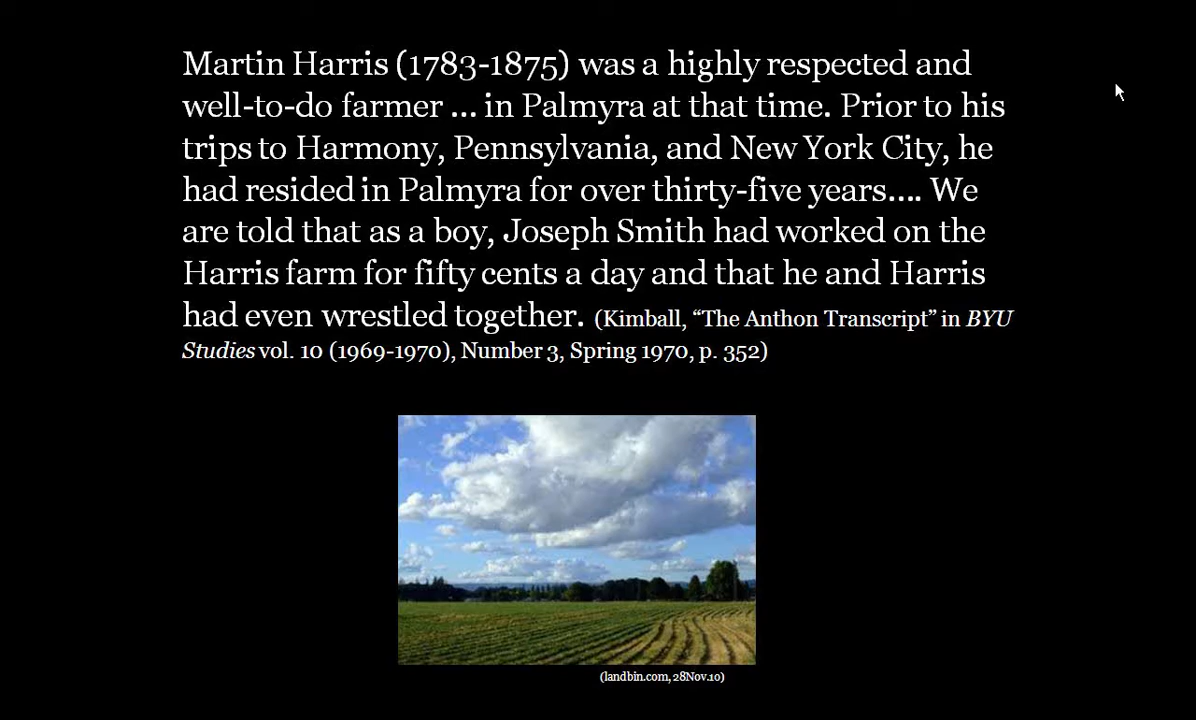 Martin Harris (1783-1875) was a highly respected and
well-to-do farmer ... in Palmyra at that time. Prior to his
trips to Harmony, Pennsylvania, and New York City, he
had resided in Palmyra for over thirty-five years.... We
are told that as a boy, Joseph Smith had worked on the
Harris farm for fifty cents a day and that he and Harris
had even wrestled together. (Kimball, “The Anthon Transcript” in BYU
Studies vol. 10 (1969-1970), Number 3, Spring 1970, p. 352)
(landbin.com, 28Nov.10)